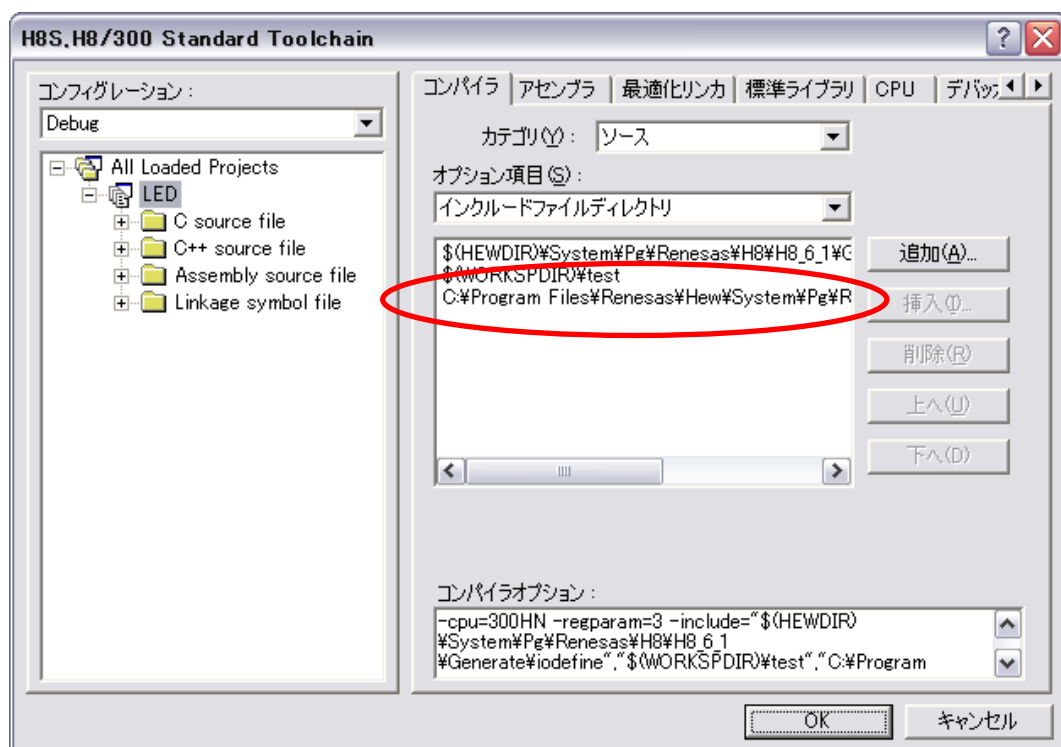 H8S,H8/300 Standard Toolchain
コンフィグレーション :
Debug
All Loaded Projects
LED
C source file
C++ source file
Assembly source file
Linkage symbol file
コンパイラ アセンブラ 最適化リンカ 標準ライブラリ CPU デバッガ
カテゴリ(Y) : ソース
オプション項目(S) :
インクルードファイルディレクトリ
$(HEWDIR)¥System¥Pg¥Renesas¥H8¥H8_6_1¥G
$(WORKSPDIR)¥test
C:¥Program Files¥Renesas¥Hew¥System¥Pg¥R
追加(A)...
挿入(I)...
削除(R)
上へ(U)
下へ(D)
コンパイラオプション :
-cpu=300HN -regparam=3 -include="$(HEWDIR)
¥System¥Pg¥Renesas¥H8¥H8_6_1
¥Generate¥iodefine","$(WORKSPDIR)¥test","C:¥Program
OK
キャンセル